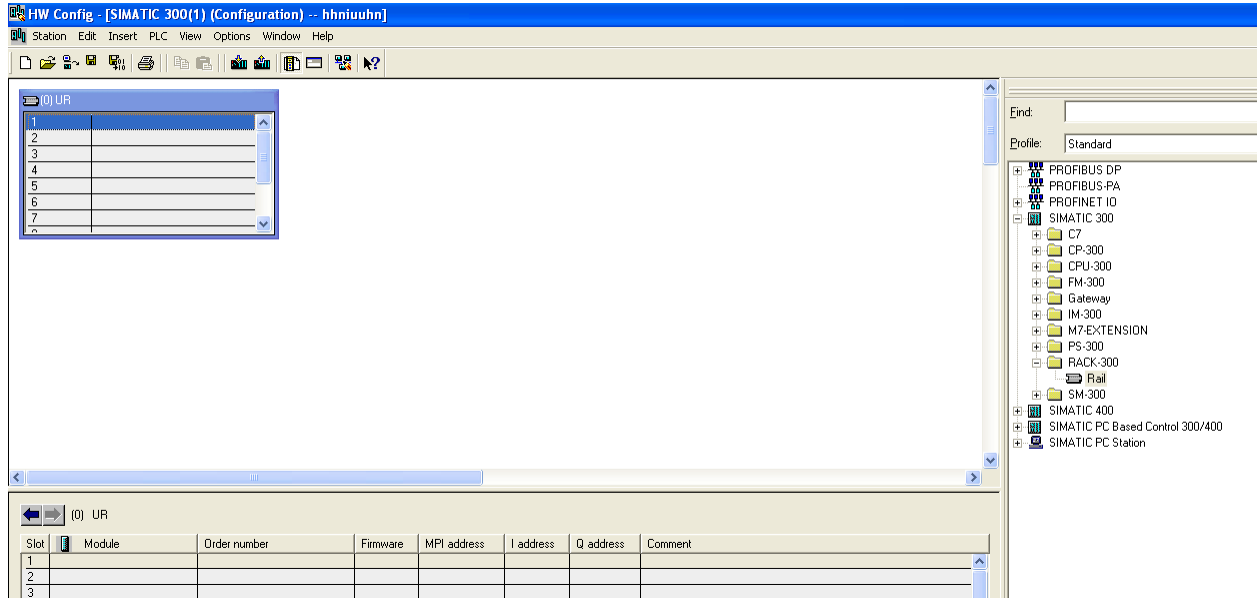 HW Config - [SIMATIC 300(1) (Configuration) -- hhniuuhn]
Station Edit Insert PLC View Options Window Help
(0) UR
1
2
3
4
5
6
7
Find:
Profile: Standard
PROFIBUS DP
PROFIBUS-PA
PROFINET IO
SIMATIC 300
C7
CP-300
CPU-300
FM-300
Gateway
IM-300
M7-EXTENSION
PS-300
RACK-300
Rail
SM-300
SIMATIC 400
SIMATIC PC Based Control 300/400
SIMATIC PC Station
(0) UR
Slot Module Order number Firmware MPI address I address Q address Comment
1
2
3